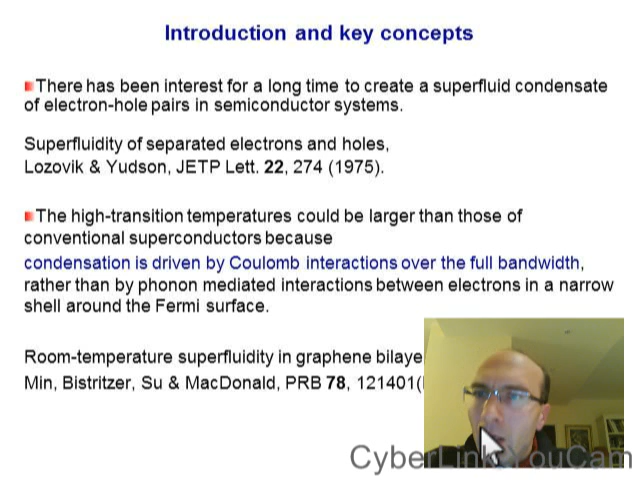 Introduction and key concepts
There has been interest for a long time to create a superfluid condensate
of electron-hole pairs in semiconductor systems.
Superfluidity of separated electrons and holes,
Lozovik & Yudson, JETP Lett. 22, 274 (1975).
The high-transition temperatures could be larger than those of
conventional superconductors because
condensation is driven by Coulomb interactions over the full bandwidth,
rather than by phonon mediated interactions between electrons in a narrow
shell around the Fermi surface.
Room-temperature superfluidity in graphene bilaye
Min, Bistritzer, Su & MacDonald, PRB 78, 121401(
CyberLink YouCam